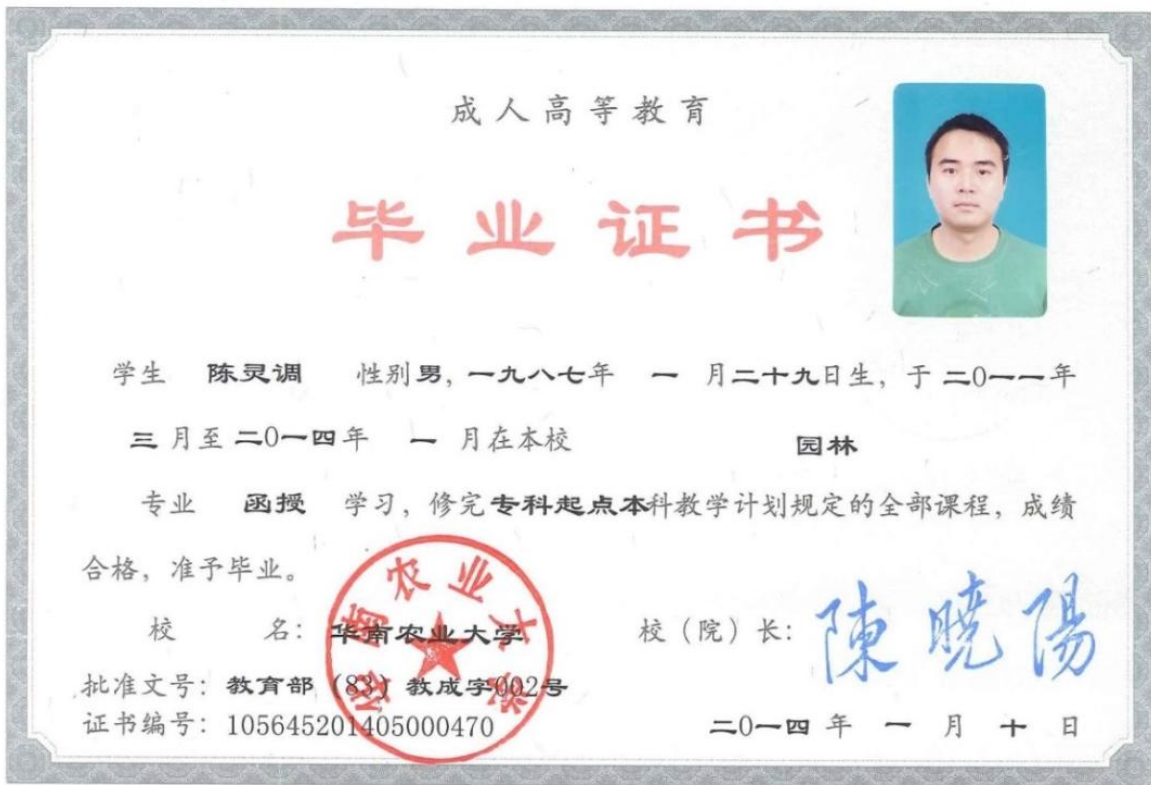 成人高等教育
毕业证书
学生 陈灵调 性别男，一九八七年 一 月二十九日生，于 二0一一年
三 月至 二0一四年 一 月在本校 园林
专业 函授 学习，修完专科起点本科教学计划规定的全部课程，成绩
合格，准予毕业。
校 名：华南农业大学 校（院）长：陳曉陽
批准文号：教育部（83）教成字002号
证书编号：105645201405000470 二0一四 年 一 月 十 日
华南农业大学